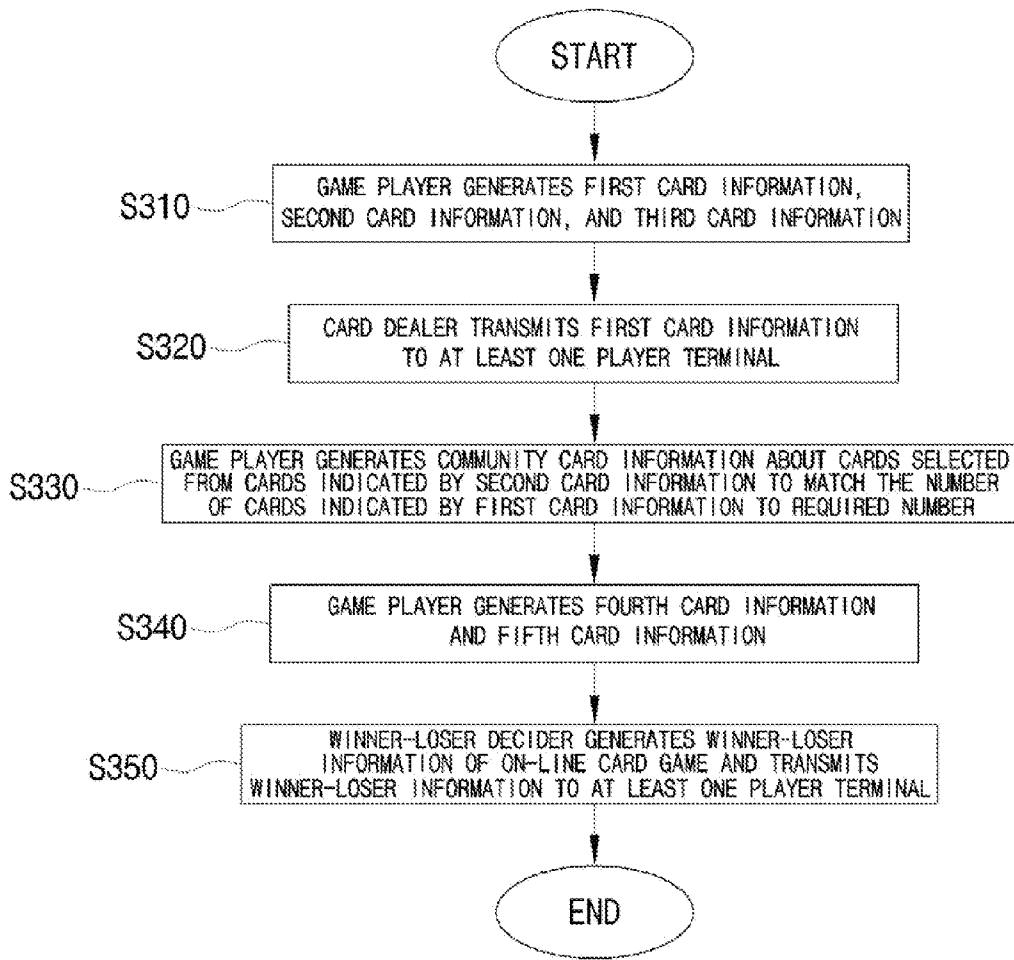 START
S310
GAME PLAYER GENERATES FIRST CARD INFORMATION,
SECOND CARD INFORMATION, AND THIRD CARD INFORMATION
S320
CARD DEALER TRANSMITS FIRST CARD INFORMATION
TO AT LEAST ONE PLAYER TERMINAL
S330
GAME PLAYER GENERATES COMMUNITY CARD INFORMATION ABOUT CARDS SELECTED
FROM CARDS INDICATED BY SECOND CARD INFORMATION TO MATCH THE NUMBER
OF CARDS INDICATED BY FIRST CARD INFORMATION TO REQUIRED NUMBER
S340
GAME PLAYER GENERATES FOURTH CARD INFORMATION
AND FIFTH CARD INFORMATION
S350
WINNER-LOSER DECIDER GENERATES WINNER-LOSER
INFORMATION OF ON-LINE CARD GAME AND TRANSMITS
WINNER-LOSER INFORMATION TO AT LEAST ONE PLAYER TERMINAL
END